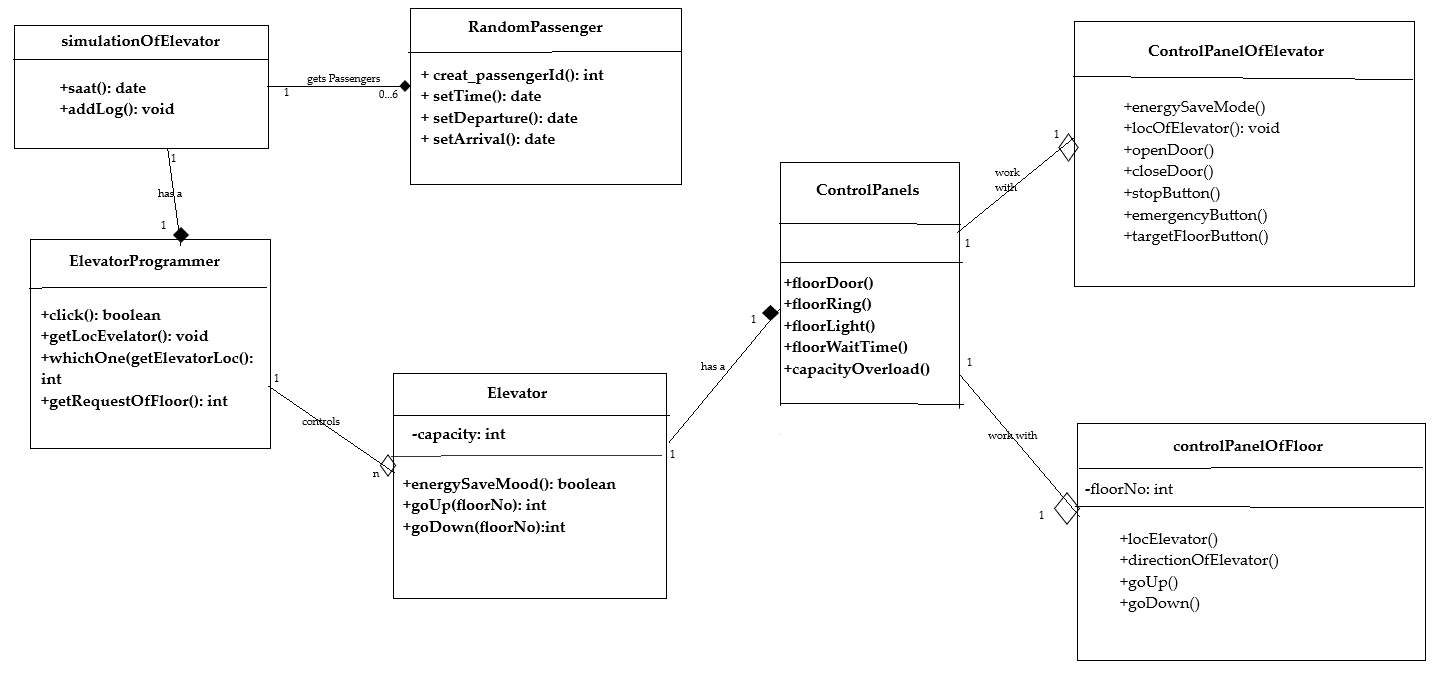 simulationOfElevator
+saat(): date
+addLog(): void
gets Passengers
1
0...6
RandomPassenger
+ creat_passengerId(): int
+ setTime(): date
+ setDeparture(): date
+ setArrival(): date
1
has a
1
ElevatorProgrammer
+click(): boolean
+getLocEvelator(): void
+whichOne(getElevatorLoc():
int
+getRequestOfFloor(): int
1
controls
n
Elevator
-capacity: int
+energySaveMood(): boolean
+goUp(floorNo): int
+goDown(floorNo):int
1
has a
1
ControlPanels
+floorDoor()
+floorRing()
+floorLight()
+floorWaitTime()
+capacityOverload()
1
work
with
1
ControlPanelOfElevator
+energySaveMode()
+locOfElevator(): void
+openDoor()
+closeDoor()
+stopButton()
+emergencyButton()
+targetFloorButton()
1
work with
1
controlPanelOfFloor
-floorNo: int
+locElevator()
+directionOfElevator()
+goUp()
+goDown()